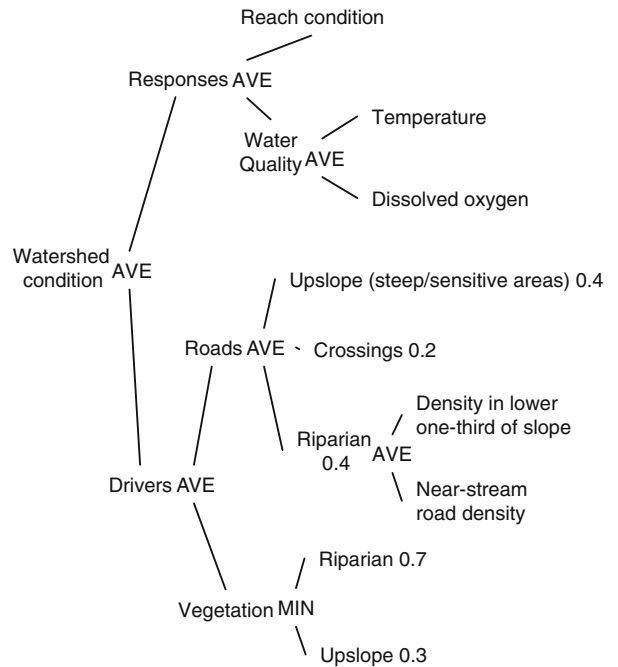 Reach condition
Responses AVE
Temperature
Water
Quality AVE
Dissolved oxygen
Watershed
condition AVE
Upslope (steep/sensitive areas) 0.4
Roads AVE
Crossings 0.2
Density in lower
one-third of slope
Riparian
0.4 AVE
Near-stream
road density
Drivers AVE
Riparian 0.7
Vegetation MIN
Upslope 0.3